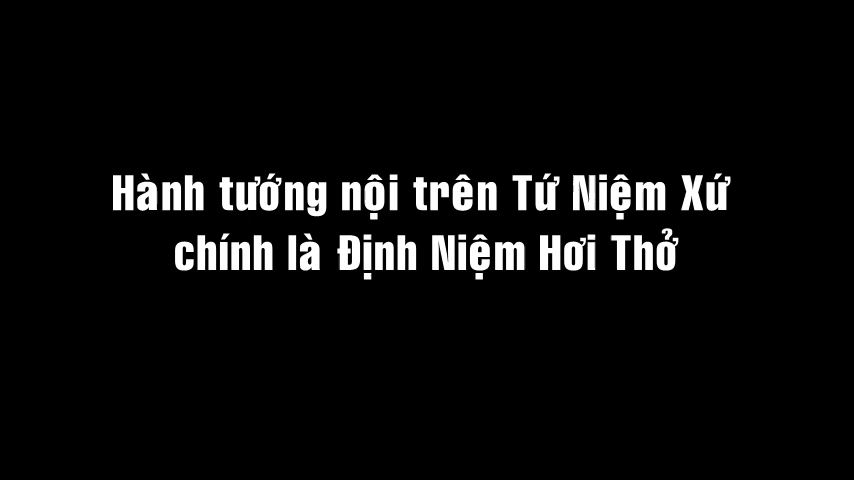 Hành tướng nội trên Tứ Niệm Xứ
chính là Định Niệm Hơi Thở